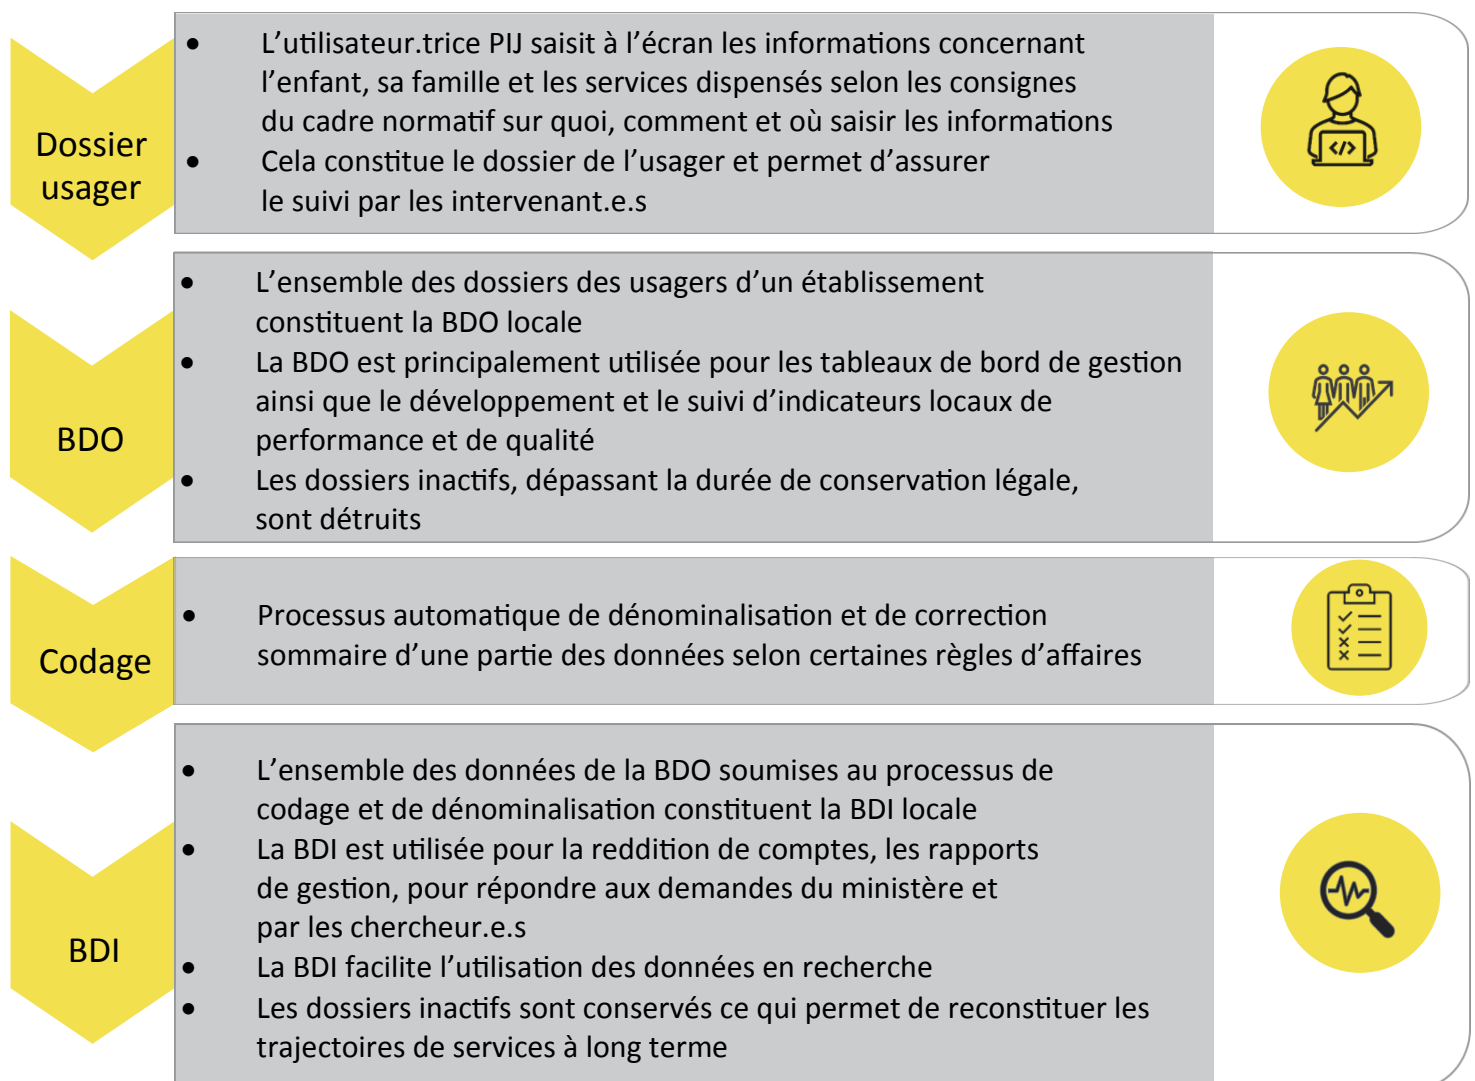 Dossier
usager
• L’utilisateur.trice PIJ saisit à l’écran les informations concernant
l’enfant, sa famille et les services dispensés selon les consignes
du cadre normatif sur quoi, comment et où saisir les informations
• Cela constitue le dossier de l’usager et permet d’assurer
le suivi par les intervenant.e.s
BDO
• L’ensemble des dossiers des usagers d’un établissement
constituent la BDO locale
• La BDO est principalement utilisée pour les tableaux de bord de gestion
ainsi que le développement et le suivi d’indicateurs locaux de
performance et de qualité
• Les dossiers inactifs, dépassant la durée de conservation légale,
sont détruits
Codage
• Processus automatique de dénominalisation et de correction
sommaire d’une partie des données selon certaines règles d’affaires
BDI
• L’ensemble des données de la BDO soumises au processus de
codage et de dénominalisation constituent la BDI locale
• La BDI est utilisée pour la reddition de comptes, les rapports
de gestion, pour répondre aux demandes du ministère et
par les chercheur.e.s
• La BDI facilite l’utilisation des données en recherche
• Les dossiers inactifs sont conservés ce qui permet de reconstituer les
trajectoires de services à long terme